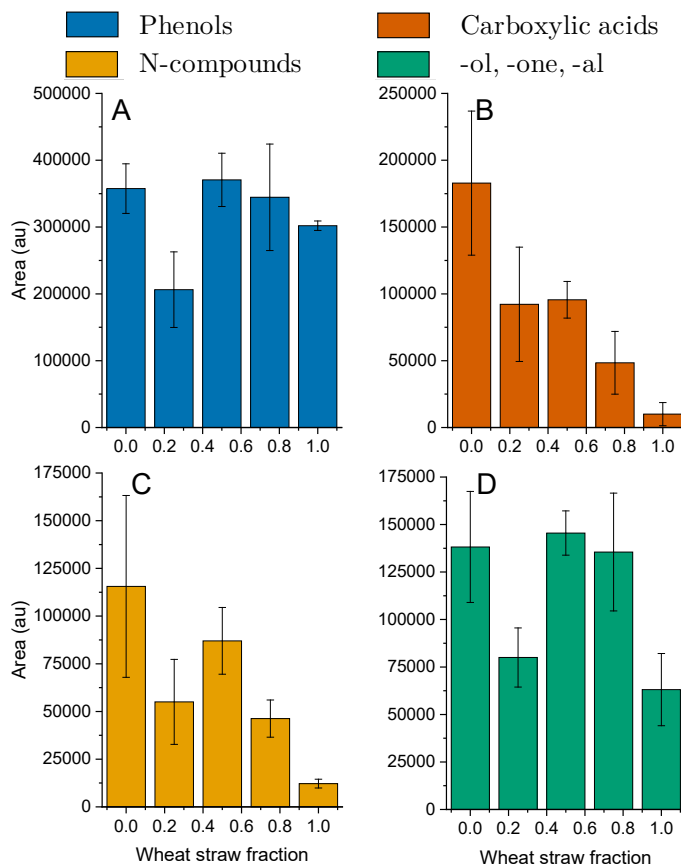 Phenols Carboxylic acids
N-compounds -ol, -one, -al
A
500000
400000
300000
200000
100000
0
0.0 0.2 0.4 0.6 0.8 1.0
Area (au)
B
250000
200000
150000
100000
50000
0
0.0 0.2 0.4 0.6 0.8 1.0
C
175000
150000
125000
100000
75000
50000
25000
0
0.0 0.2 0.4 0.6 0.8 1.0
Area (au)
Wheat straw fraction
D
175000
150000
125000
100000
75000
50000
25000
0
0.0 0.2 0.4 0.6 0.8 1.0
Wheat straw fraction